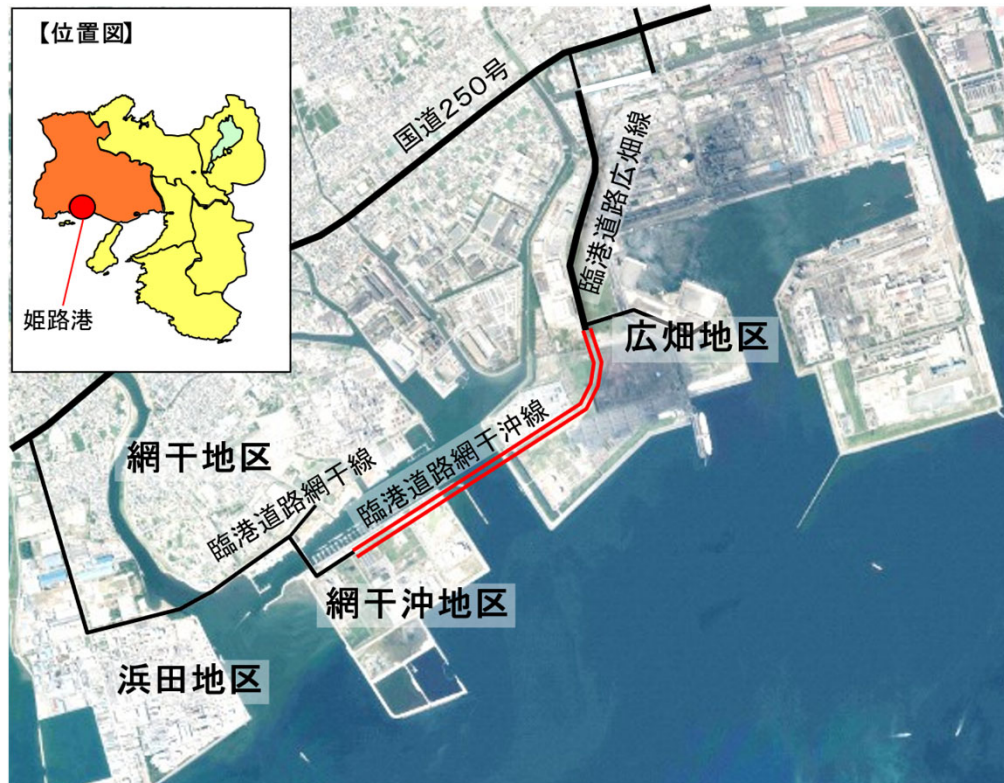 【位置図】
姫路港
国道250号
臨港道路広畑線
広畑地区
網干地区
臨港道路網干線
臨港道路網干沖線
網干沖地区
浜田地区